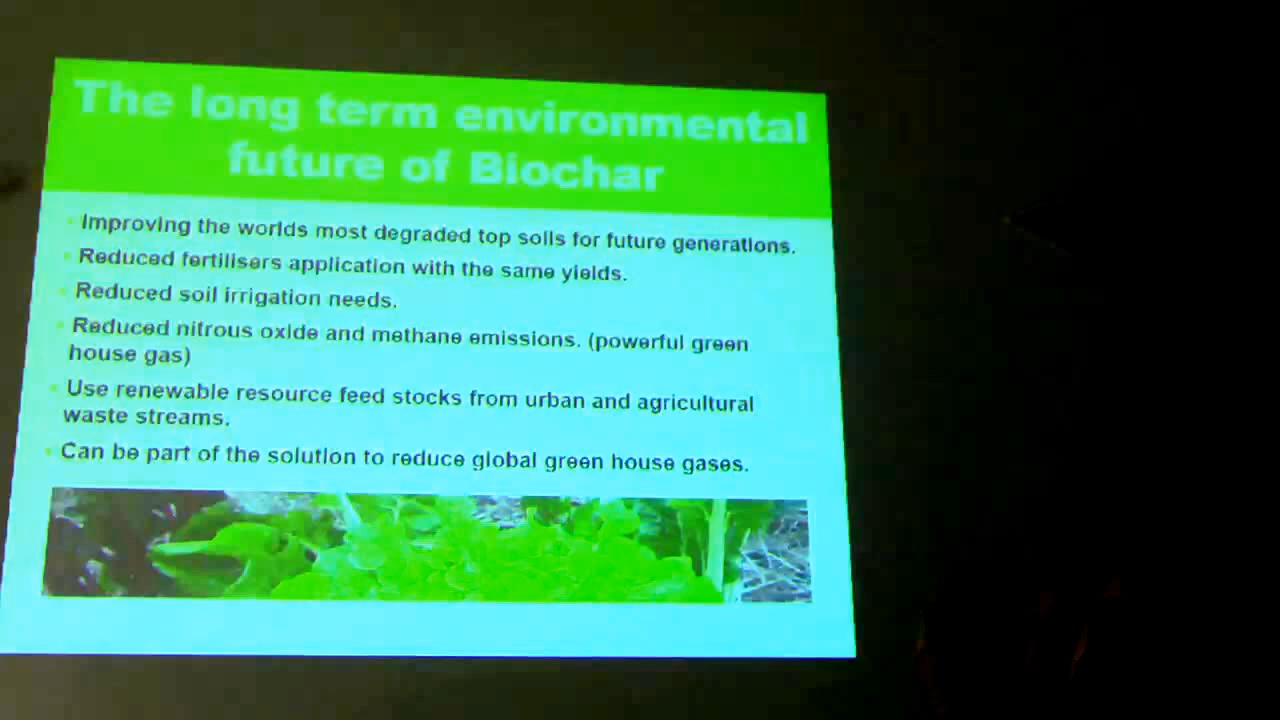 The long term environmental
future of Biochar
Improving the worlds most degraded top soils for future generations.
Reduced fertilisers application with the same yields.
Reduced soil irrigation needs.
Reduced nitrous oxide and methane emissions. (powerful green
house gas)
Use renewable resource feed stocks from urban and agricultural
waste streams.
Can be part of the solution to reduce global green house gases.